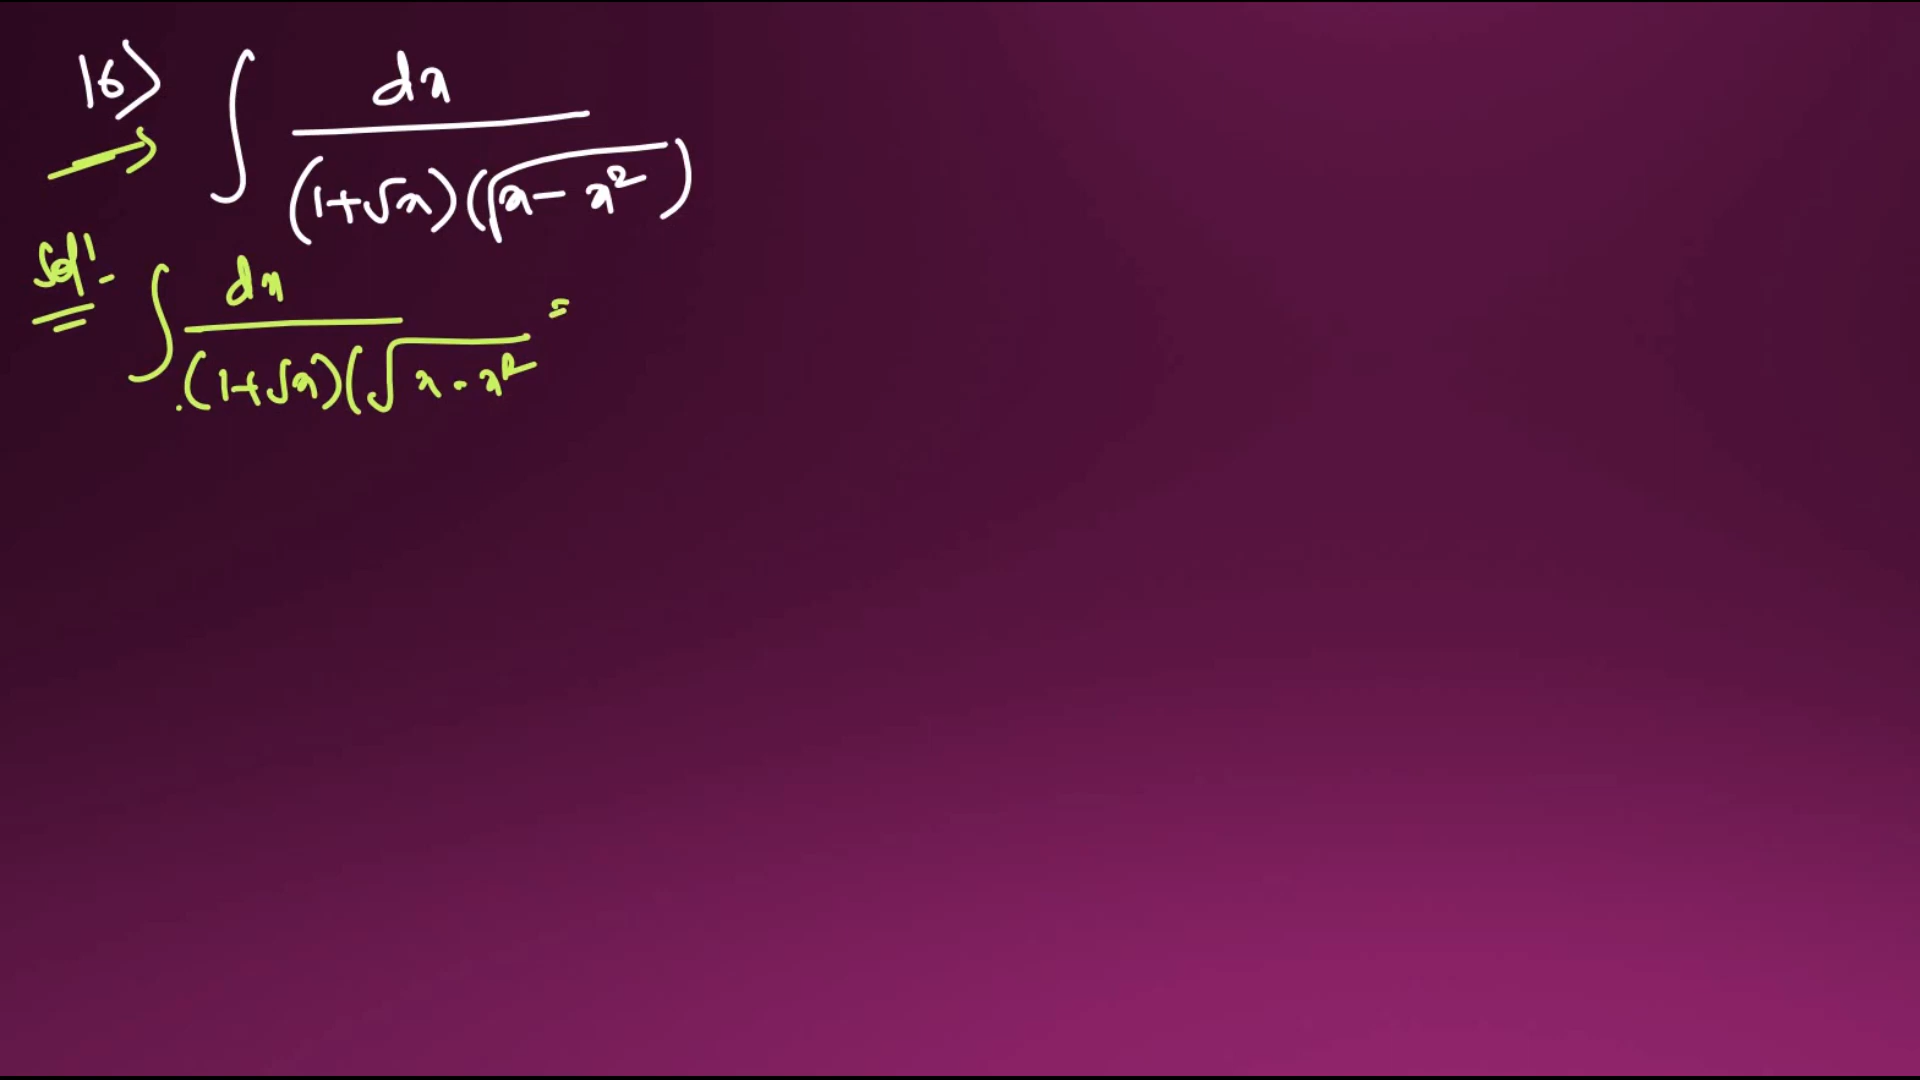 16) ∫ dx / (1+√x)(√x-x²)
Sol:- ∫ dx / (1+√x)(√x-x² =